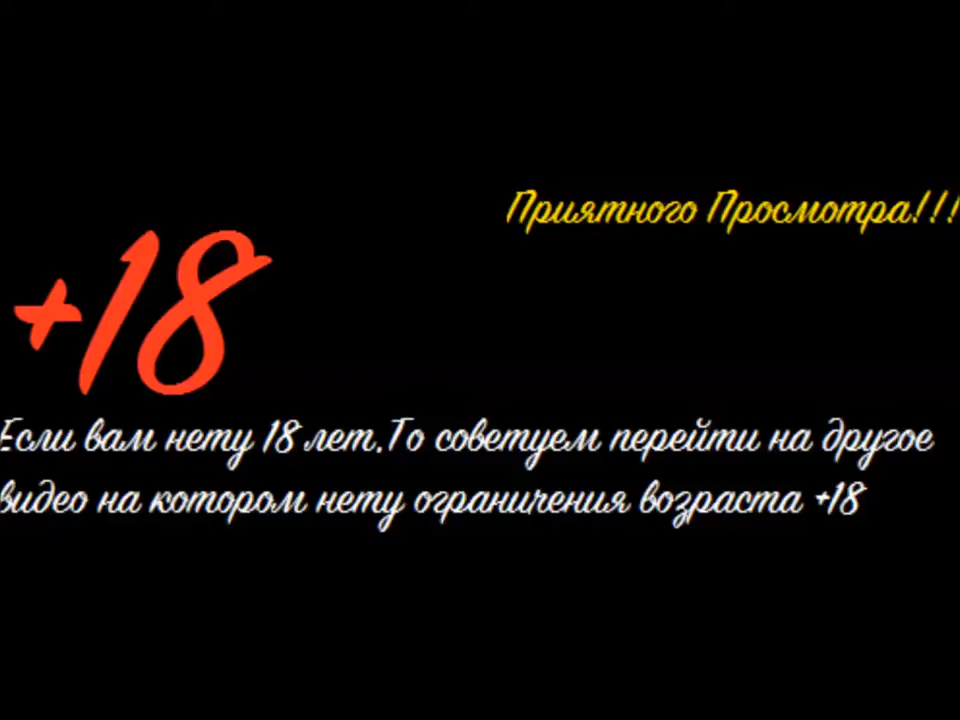 Приятного Просмотра!!!
+18
Если вам нету 18 лет.То советуем перейти на другое
видео на котором нету ограничения возраста +18